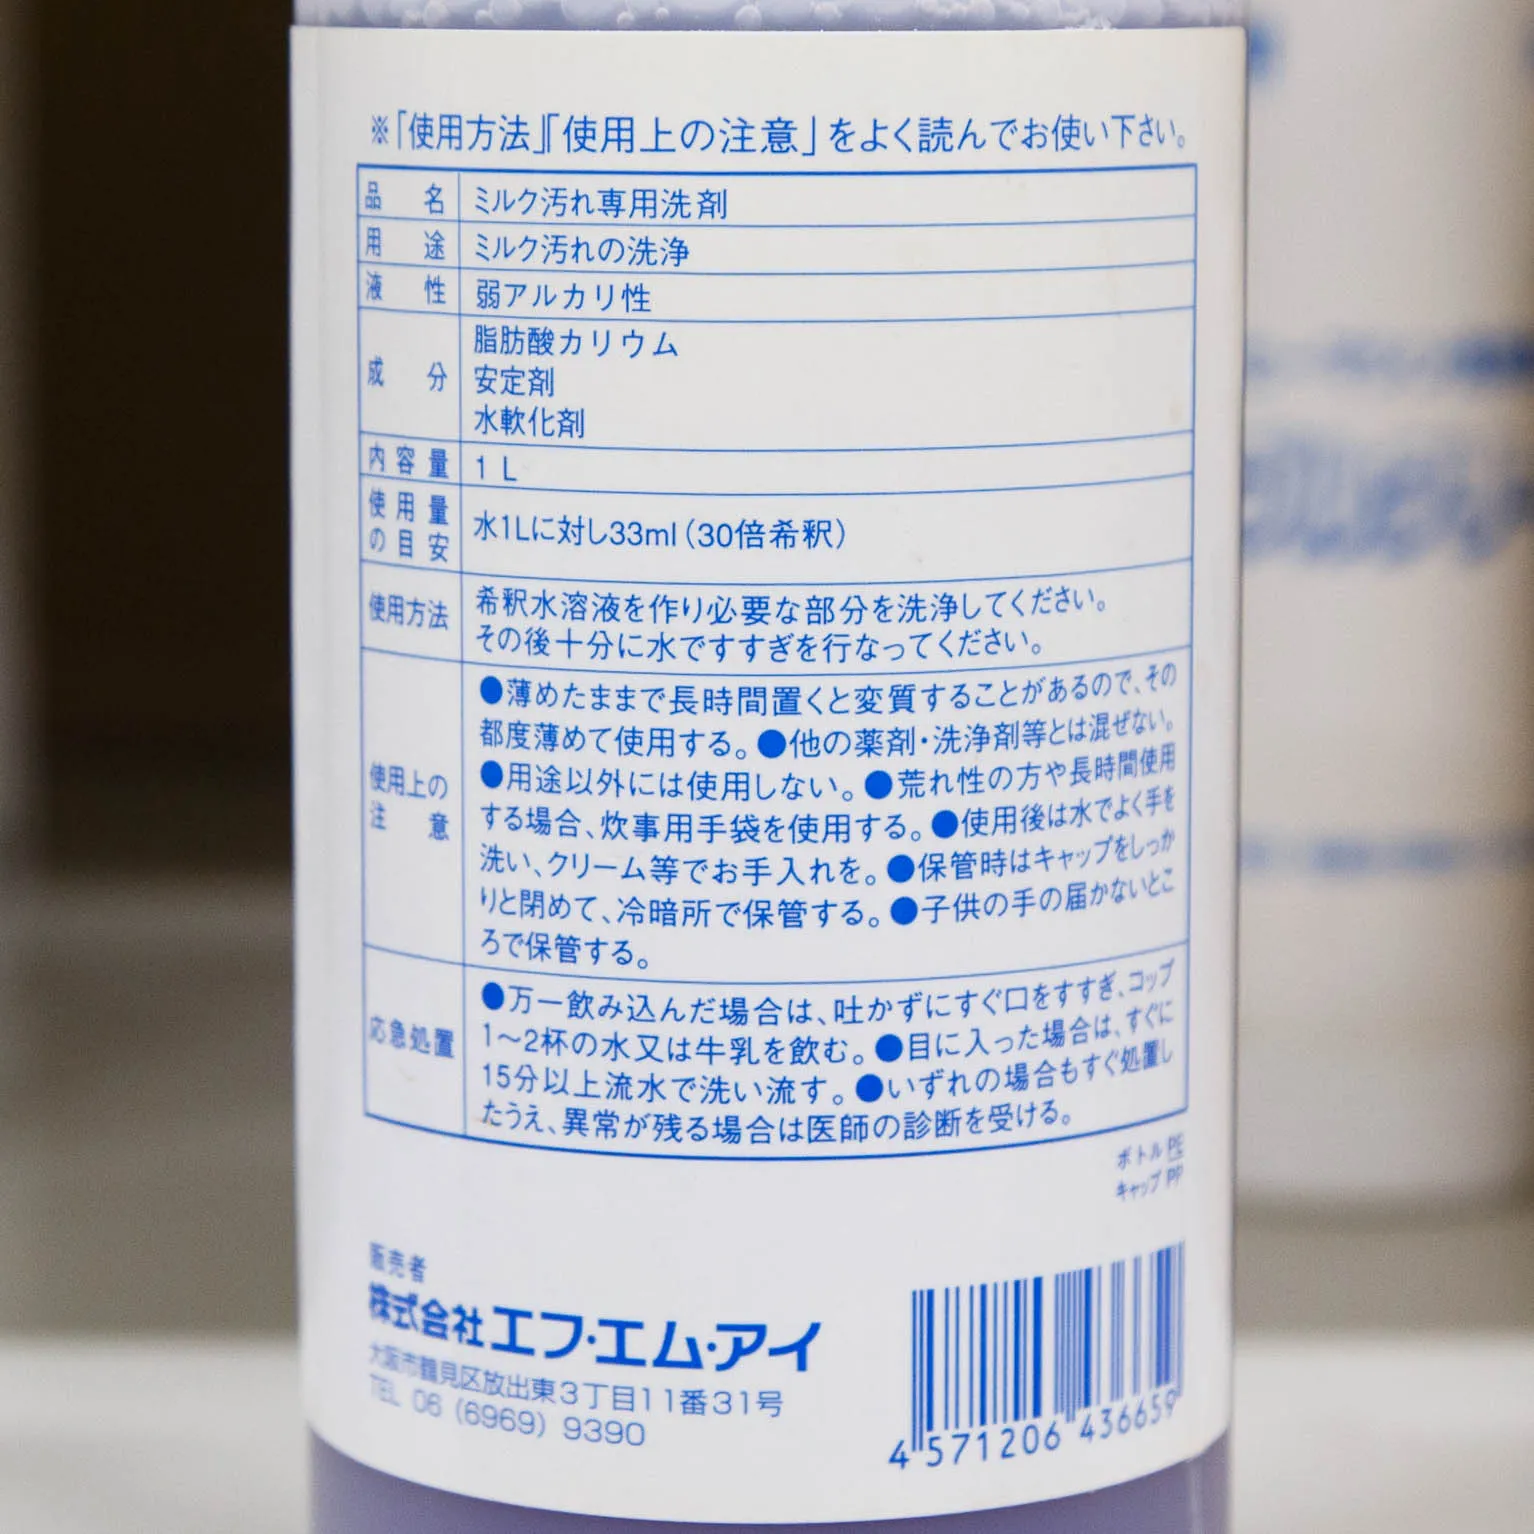 ※「使用方法」「使用上の注意」をよく読んでお使い下さい。
品名 ミルク汚れ専用洗剤
用途 ミルク汚れの洗浄
液性 弱アルカリ性
成分 脂肪酸カリウム
安定剤
水軟化剤
内容量 1L
使用量の目安 水1Lに対し33ml(30倍希釈)
使用方法 希釈水溶液を作り必要な部分を洗浄してください。
その後十分に水ですすぎを行なってください。
使用上の注意
●薄めたままで長時間置くと変質することがあるので、その
都度薄めて使用する。●他の薬剤・洗浄剤等とは混ぜない。
●用途以外には使用しない。●荒れ性の方や長時間使用
する場合、炊事用手袋を使用する。●使用後は水でよく手を
洗い、クリーム等でお手入れを。●保管時はキャップをしっか
りと閉めて、冷暗所で保管する。●子供の手の届かないとこ
ろで保管する。
応急処置
●万一飲み込んだ場合は、吐かずにすぐ口をすすぎ、コップ
1〜2杯の水又は牛乳を飲む。●目に入った場合は、すぐに
15分以上流水で洗い流す。●いずれの場合もすぐ処置し
たうえ、異常が残る場合は医師の診断を受ける。
ボトル PE
キャップ PP
販売者
株式会社エフ・エム・アイ
大阪市鶴見区放出東3丁目11番31号
TEL 06 (6969) 9390
4 571206 436659